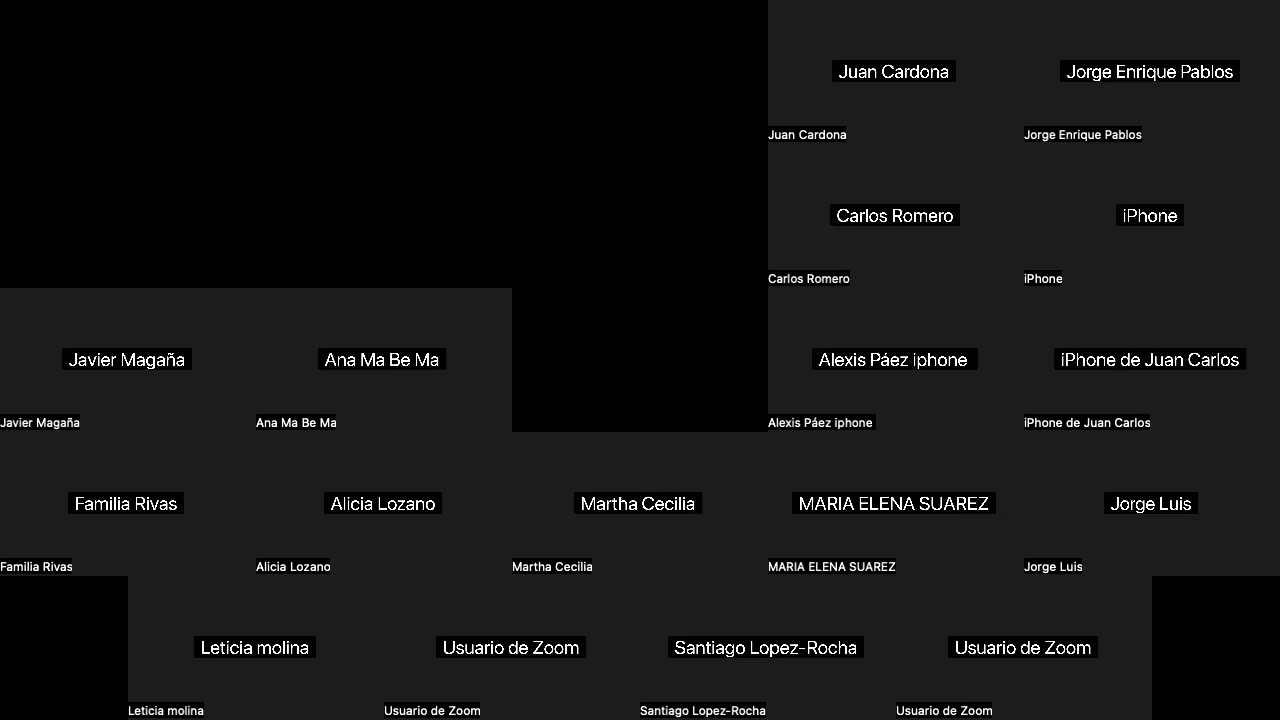 Juan Cardona
Jorge Enrique Pablos
Juan Cardona
Jorge Enrique Pablos
Carlos Romero
iPhone
Carlos Romero
iPhone
Javier Magaña
Ana Ma Be Ma
Alexis Páez iphone
iPhone de Juan Carlos
Javier Magaña
Ana Ma Be Ma
Alexis Páez iphone
iPhone de Juan Carlos
Familia Rivas
Alicia Lozano
Martha Cecilia
MARIA ELENA SUAREZ
Jorge Luis
Familia Rivas
Alicia Lozano
Martha Cecilia
MARIA ELENA SUAREZ
Jorge Luis
Leticia molina
Usuario de Zoom
Santiago Lopez-Rocha
Usuario de Zoom
Leticia molina
Usuario de Zoom
Santiago Lopez-Rocha
Usuario de Zoom